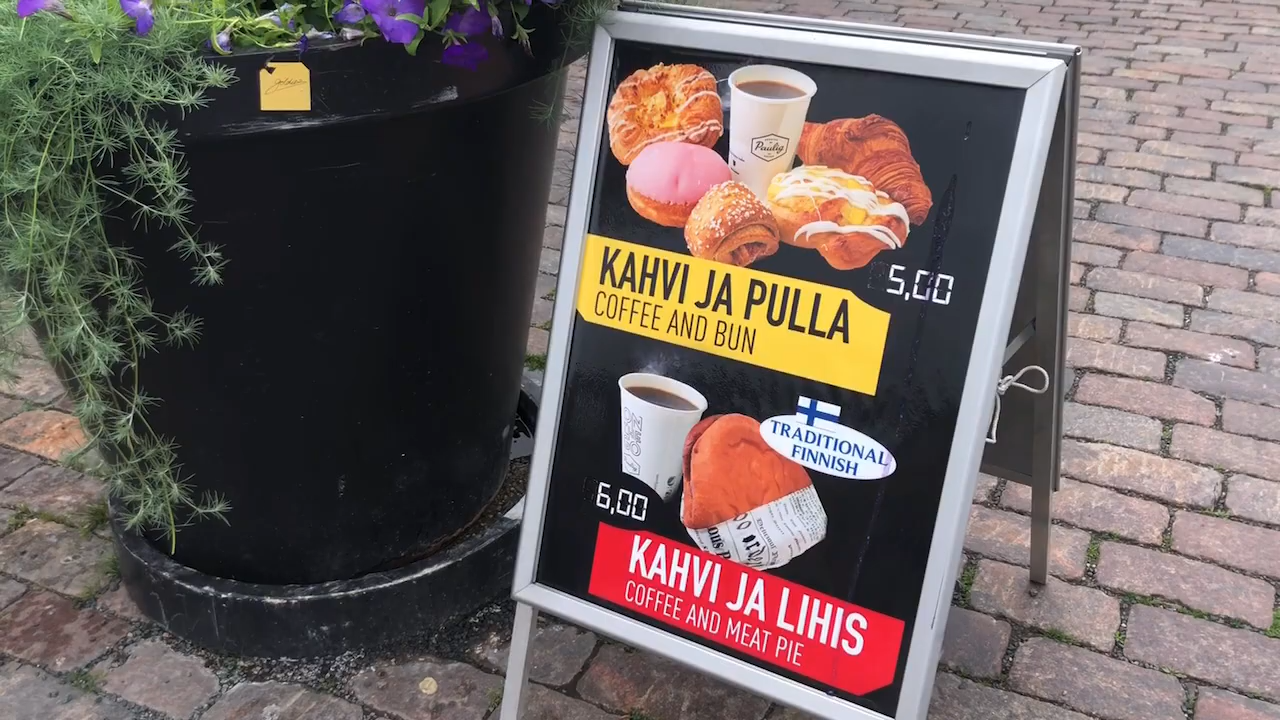 Paulig
5,00
KAHVI JA PULLA
COFFEE AND BUN
TRADITIONAL
FINNISH
6,00
KAHVI JA LIHIS
COFFEE AND MEAT PIE